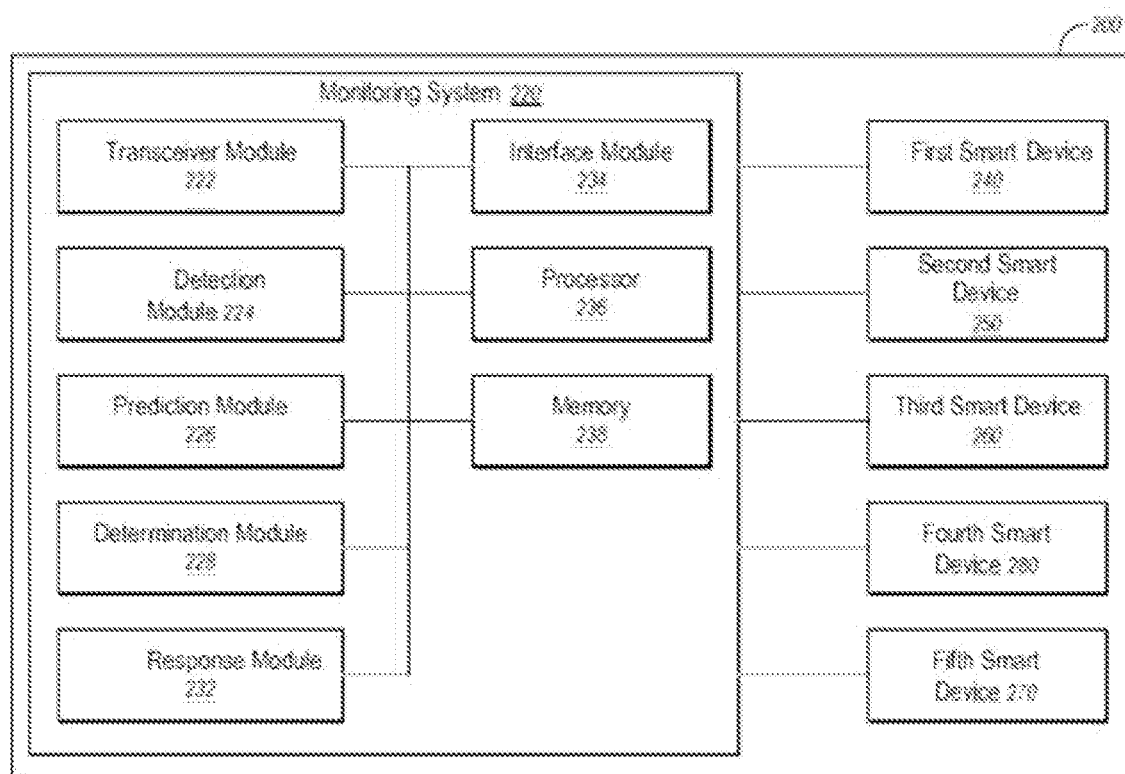 200
Monitoring System 220
Transceiver Module
222
Detection
Module 224
Prediction Module
226
Determination Module
228
Response Module
232
Interface Module
234
Processor
236
Memory
238
First Smart Device
240
Second Smart
Device
250
Third Smart Device
260
Fourth Smart
Device 280
Fifth Smart
Device 270